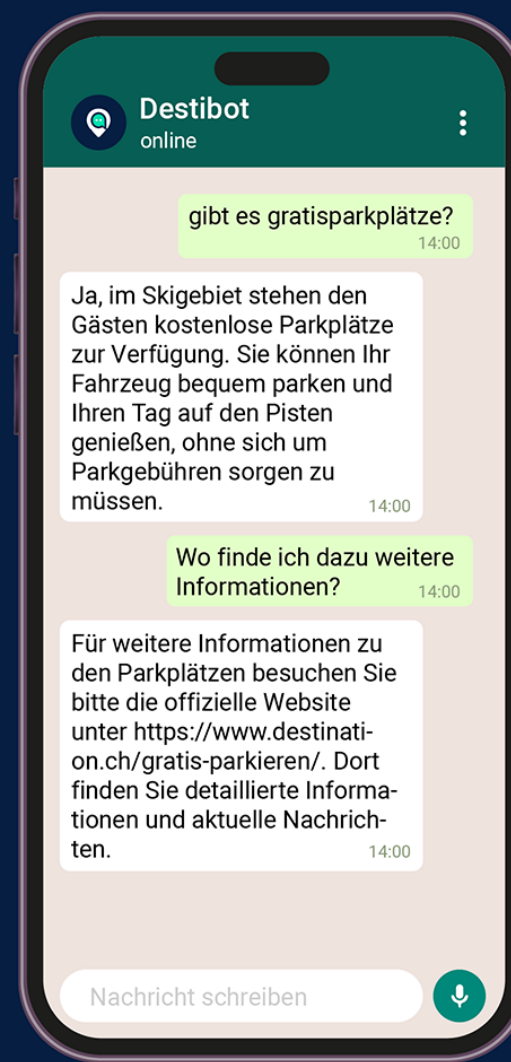 Destibot
online
gibt es gratisparkplätze?
14:00
Ja, im Skigebiet stehen den
Gästen kostenlose Parkplätze
zur Verfügung. Sie können Ihr
Fahrzeug bequem parken und
Ihren Tag auf den Pisten
genießen, ohne sich um
Parkgebühren sorgen zu
müssen.
14:00
Wo finde ich dazu weitere
Informationen?
14:00
Für weitere Informationen zu
den Parkplätzen besuchen Sie
bitte die offizielle Website
unter https://www.destinati-
on.ch/gratis-parkieren/. Dort
finden Sie detaillierte Informa-
tionen und aktuelle Nachrich-
ten.
14:00
Nachricht schreiben